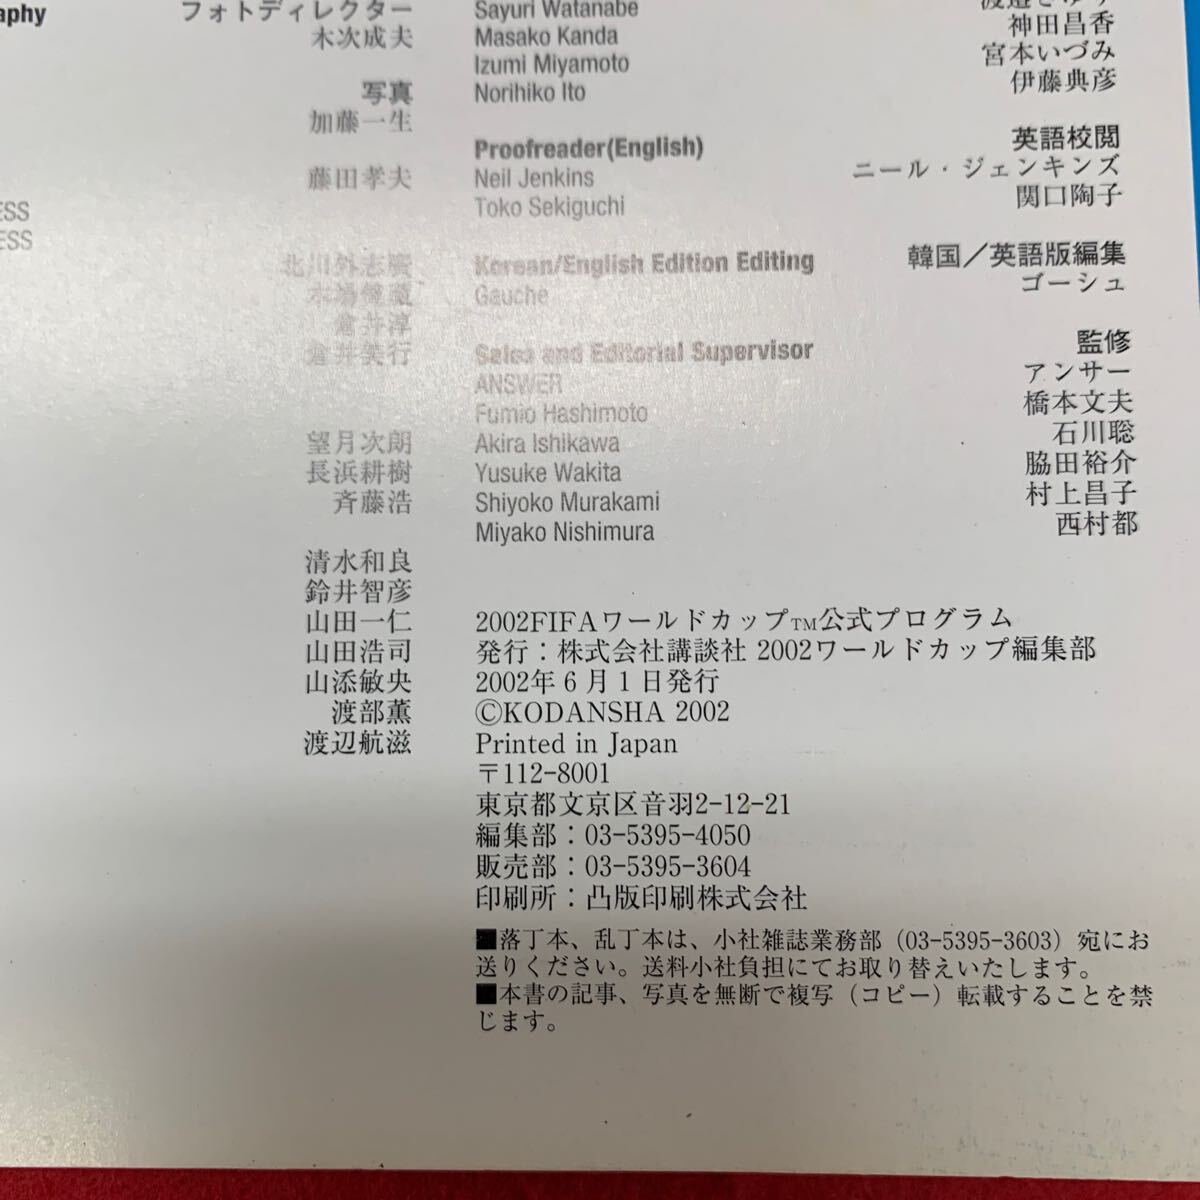 aphy
フォトディレクター
木次成夫
写真
加藤一生
藤田孝夫
ESS
ESS
北川外志廣
木場健蔵
倉井淳
倉井美行
望月次朗
長浜耕樹
斉藤浩
清水和良
鈴井智彦
山田一仁
山田浩司
山添敏央
渡部薫
渡辺航滋
Sayuri Watanabe
Masako Kanda
神田昌香
Izumi Miyamoto
宮本いづみ
Norihiko Ito
伊藤典彦
Proofreader(English)
英語校閲
Neil Jenkins
ニール・ジェンキンズ
Toko Sekiguchi
関口陶子
Korean/English Edition Editing
韓国／英語版編集
Gauche
ゴーシュ
Sales and Editorial Supervisor
監修
ANSWER
アンサー
Fumio Hashimoto
橋本文夫
Akira Ishikawa
石川聡
Yusuke Wakita
脇田裕介
Shiyoko Murakami
村上昌子
Miyako Nishimura
西村都
2002FIFAワールドカップTM公式プログラム
発行：株式会社講談社 2002ワールドカップ編集部
2002年6月1日発行
©KODANSHA 2002
Printed in Japan
〒112-8001
東京都文京区音羽2-12-21
編集部：03-5395-4050
販売部：03-5395-3604
印刷所：凸版印刷株式会社
■落丁本、乱丁本は、小社雑誌業務部（03-5395-3603）宛にお
送りください。送料小社負担にてお取り替えいたします。
■本書の記事、写真を無断で複写（コピー）転載することを禁
じます。